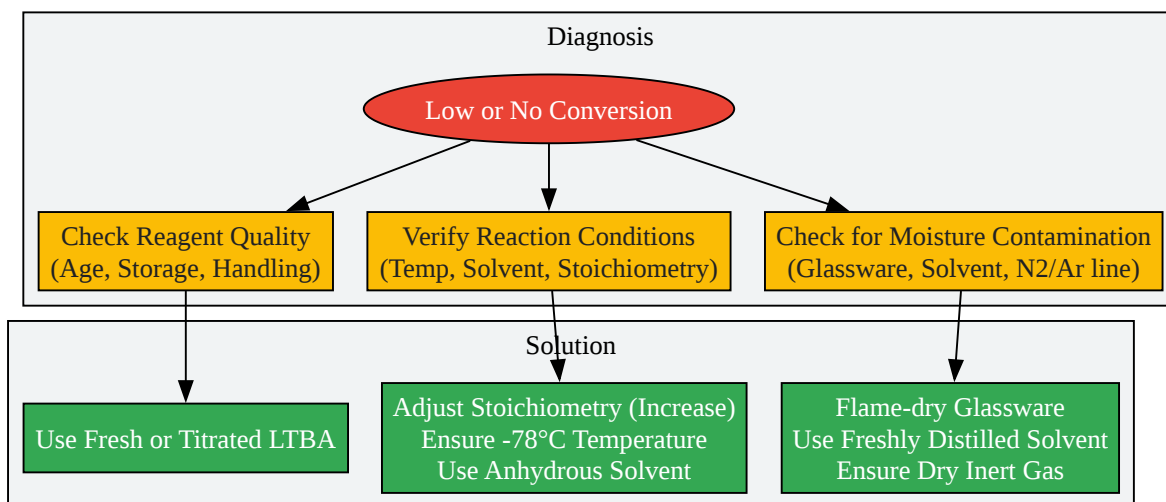 Diagnosis
Low or No Conversion
Check Reagent Quality
(Age, Storage, Handling)
Verify Reaction Conditions
(Temp, Solvent, Stoichiometry)
Check for Moisture Contamination
(Glassware, Solvent, N2/Ar line)
Solution
Use Fresh or Titrated LTBA
Adjust Stoichiometry (Increase)
Ensure -78°C Temperature
Use Anhydrous Solvent
Flame-dry Glassware
Use Freshly Distilled Solvent
Ensure Dry Inert Gas